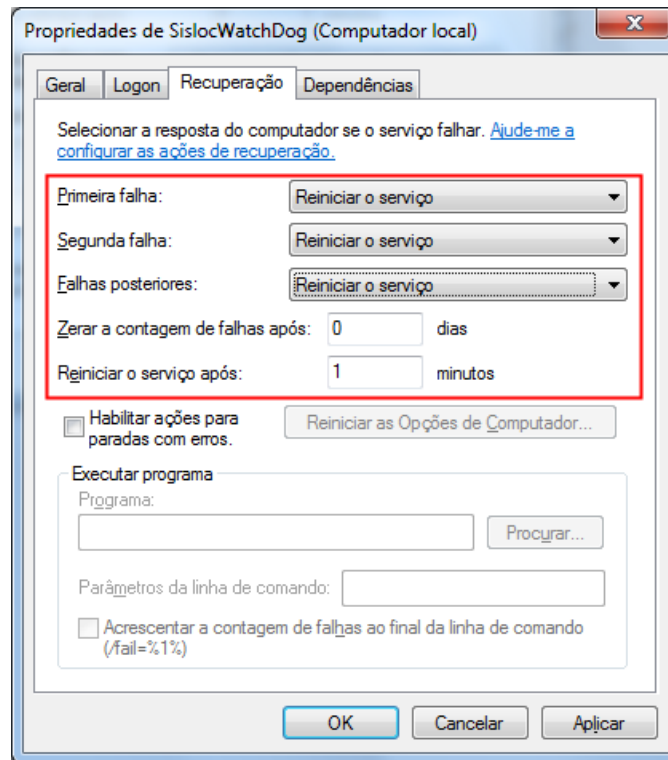 Propriedades de SislocWatchDog (Computador local)
Geral Logon Recuperação Dependências
Selecionar a resposta do computador se o serviço falhar. Ajude-me a
configurar as ações de recuperação.
Primeira falha: Reiniciar o serviço
Segunda falha: Reiniciar o serviço
Falhas posteriores: Reiniciar o serviço
Zerar a contagem de falhas após: 0 dias
Reiniciar o serviço após: 1 minutos
Habilitar ações para
paradas com erros.
Reiniciar as Opções de Computador...
Executar programa
Programa:
Procurar...
Parâmetros da linha de comando:
Acrescentar a contagem de falhas ao final da linha de comando
(/fail=%1%)
OK Cancelar Aplicar